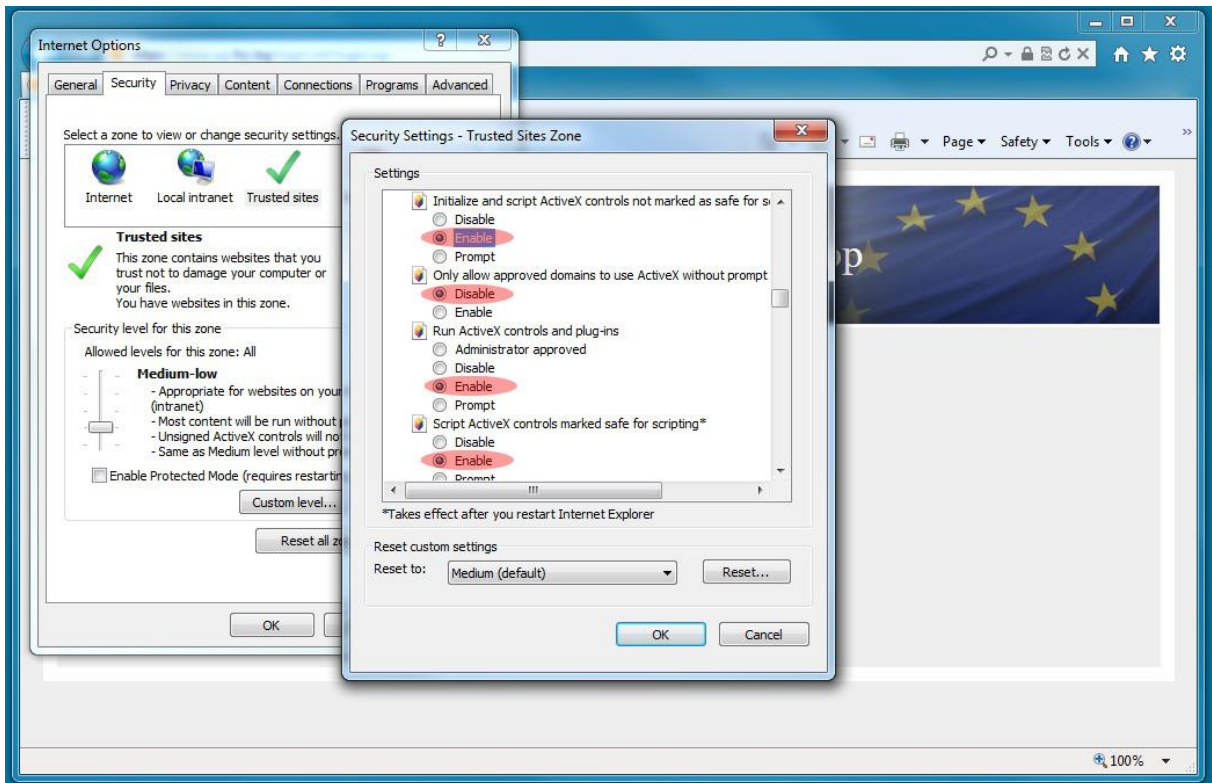 Internet Options
General Security Privacy Content Connections Programs Advanced
Select a zone to view or change security settings.
Internet Local intranet Trusted sites
Trusted sites
This zone contains websites that you
trust not to damage your computer or
your files.
You have websites in this zone.
Security level for this zone
Allowed levels for this zone: All
Medium-low
- Appropriate for websites on your
(intranet)
- Most content will be run without
- Unsigned ActiveX controls will
- Same as Medium level without
Enable Protected Mode (requires
Custom level...
Reset all
OK
Security Settings - Trusted Sites Zone
Settings
Initialize and script ActiveX controls not marked as safe for
Disable
Enable
Prompt
Only allow approved domains to use ActiveX without prompt
Disable
Enable
Run ActiveX controls and plug-ins
Administrator approved
Disable
Enable
Prompt
Script ActiveX controls marked safe for scripting*
Disable
Enable
Prompt
*Takes effect after you restart Internet Explorer
Reset custom settings
Reset to: Medium (default) Reset...
OK Cancel
Page Safety Tools
p
100%